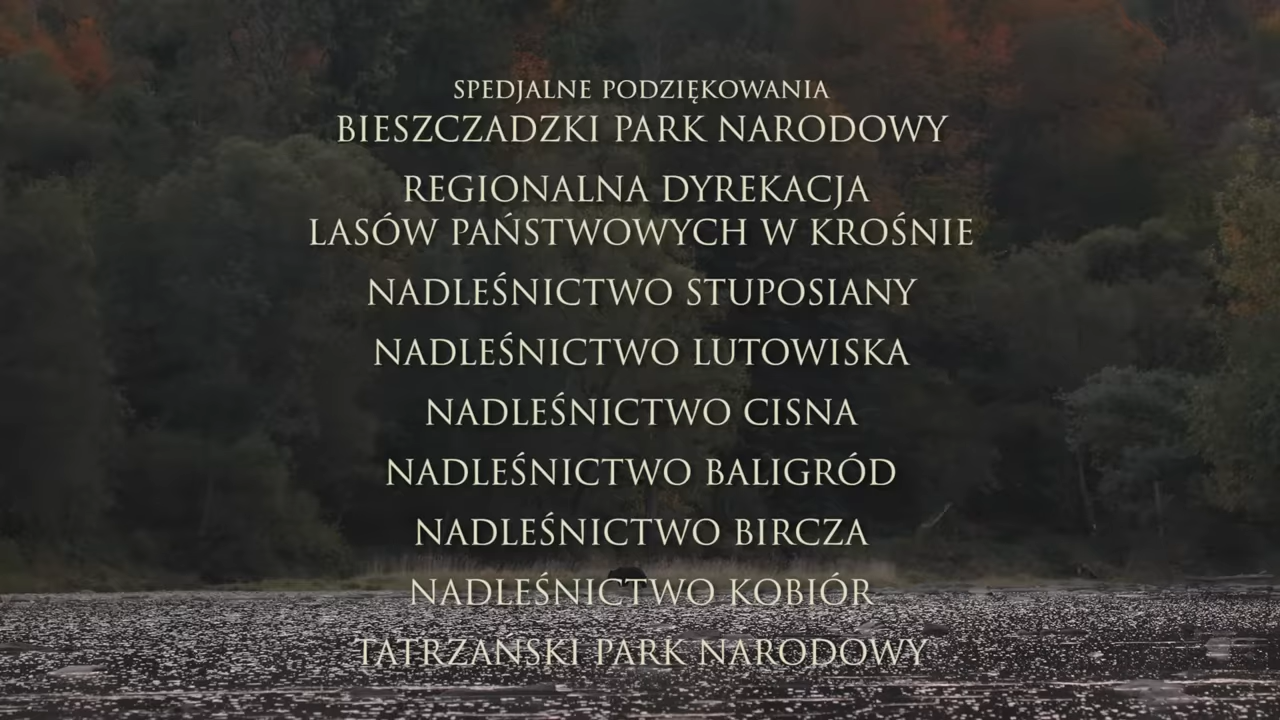 SPEDJALNE PODZIĘKOWANIA
BIESZCZADZKI PARK NARODOWY
REGIONALNA DYREKACJA
LASÓW PAŃSTWOWYCH W KROŚNIE
NADLEŚNICTWO STUPOSIANY
NADLEŚNICTWO LUTOWISKA
NADLEŚNICTWO CISNA
NADLEŚNICTWO BALIGRÓD
NADLEŚNICTWO BIRCZA
NADLEŚNICTWO KOBIÓR
TATRZAŃSKI PARK NARODOWY